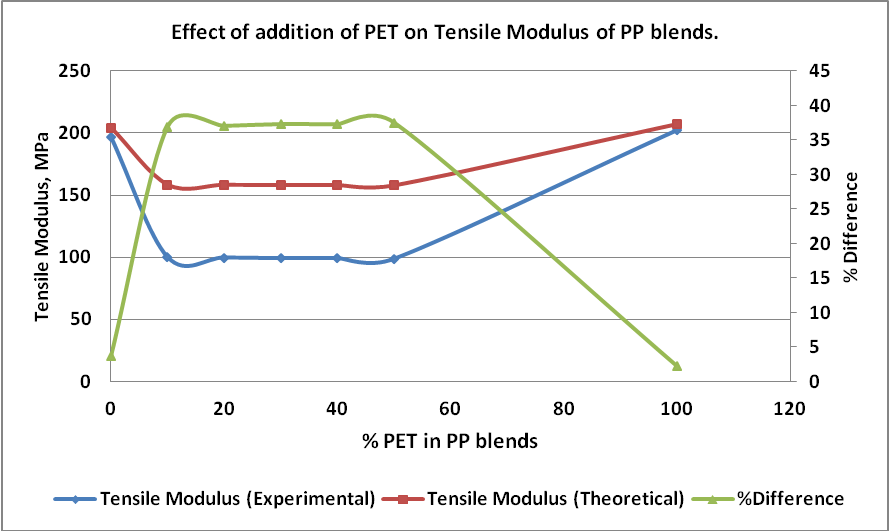 Effect of addition of PET on Tensile Modulus of PP blends.
250
200
150
100
50
0
Tensile Modulus, MPa
45
40
35
30
25
20
15
10
5
0
% Difference
0 20 40 60 80 100 120
% PET in PP blends
Tensile Modulus (Experimental) Tensile Modulus (Theoretical) %Difference